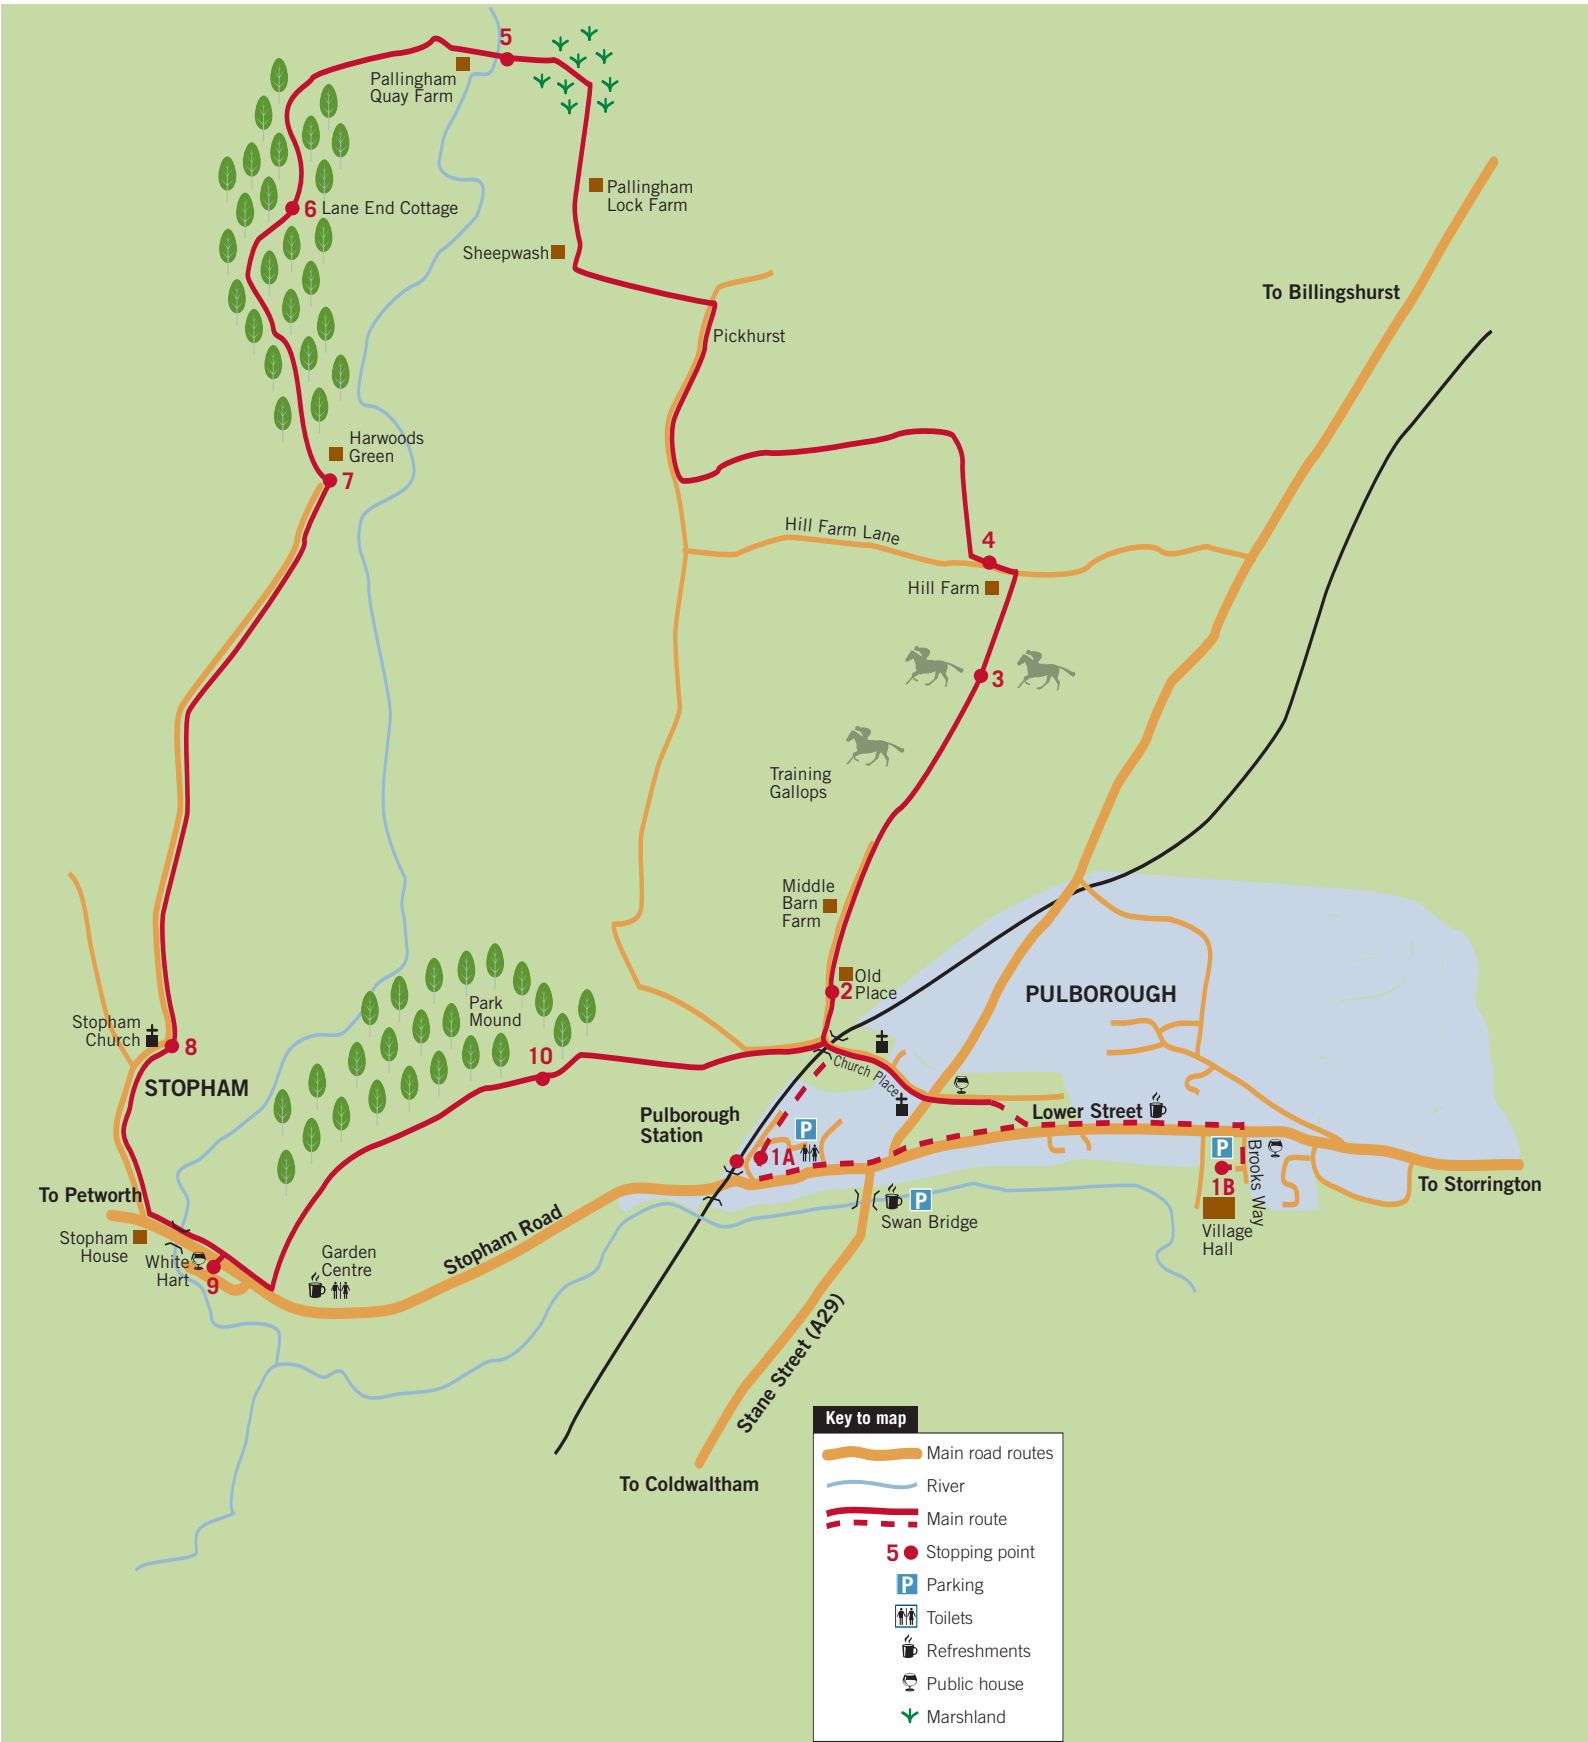 5
Pallingham
Quay Farm
Pallingham
Lock Farm
6 Lane End Cottage
Sheepwash
To Billingshurst
Pickhurst
Harwoods
Green
7
Hill Farm Lane
4
Hill Farm
3
Training
Gallops
Middle
Barn
Farm
Old
2 Place
PULBOROUGH
Park
Mound
Stopham
Church
8
10
STOPHAM
Church Place
Pulborough
Station
Lower Street
P
1A
P
1B
Brooks Way
To Petworth
To Storrington
P
Swan Bridge
Village
Hall
Stopham
House
White
Hart
9
Garden
Centre
Stopham Road
Stane Street (A29)
To Coldwaltham
Key to map
Main road routes
River
Main route
5 Stopping point
P Parking
Toilets
Refreshments
Public house
Marshland